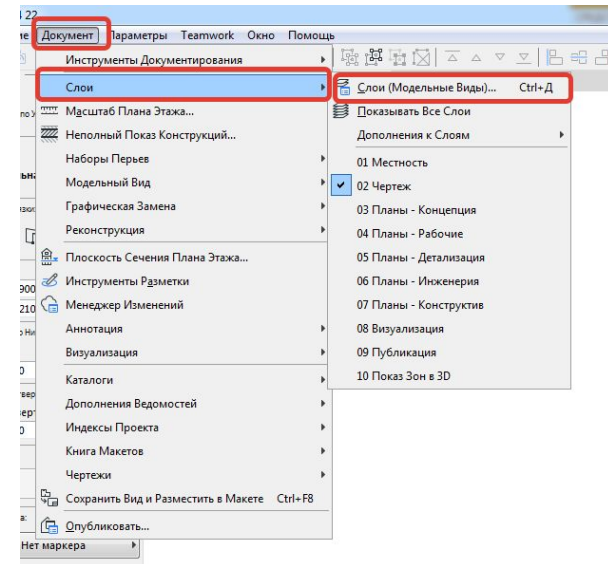 22
Документ Параметры Teamwork Окно Помощь
Инструменты Документирования
Слои
Масштаб Плана Этажа...
Неполный Показ Конструкций...
Наборы Перьев
Модельный Вид
Графическая Замена
Реконструкция
Плоскость Сечения Плана Этажа...
Инструменты Разметки
Менеджер Изменений
Аннотация
Визуализация
Каталоги
Дополнения Ведомостей
Индексы Проекта
Книга Макетов
Чертежи
Сохранить Вид и Разместить в Макете Ctrl+F8
Опубликовать...
Нет маркера
Слои (Модельные Виды)... Ctrl+Д
Показывать Все Слои
Дополнения к Слоям
01 Местность
02 Чертеж
03 Планы - Концепция
04 Планы - Рабочие
05 Планы - Детализация
06 Планы - Инженерия
07 Планы - Конструктив
08 Визуализация
09 Публикация
10 Показ Зон в 3D